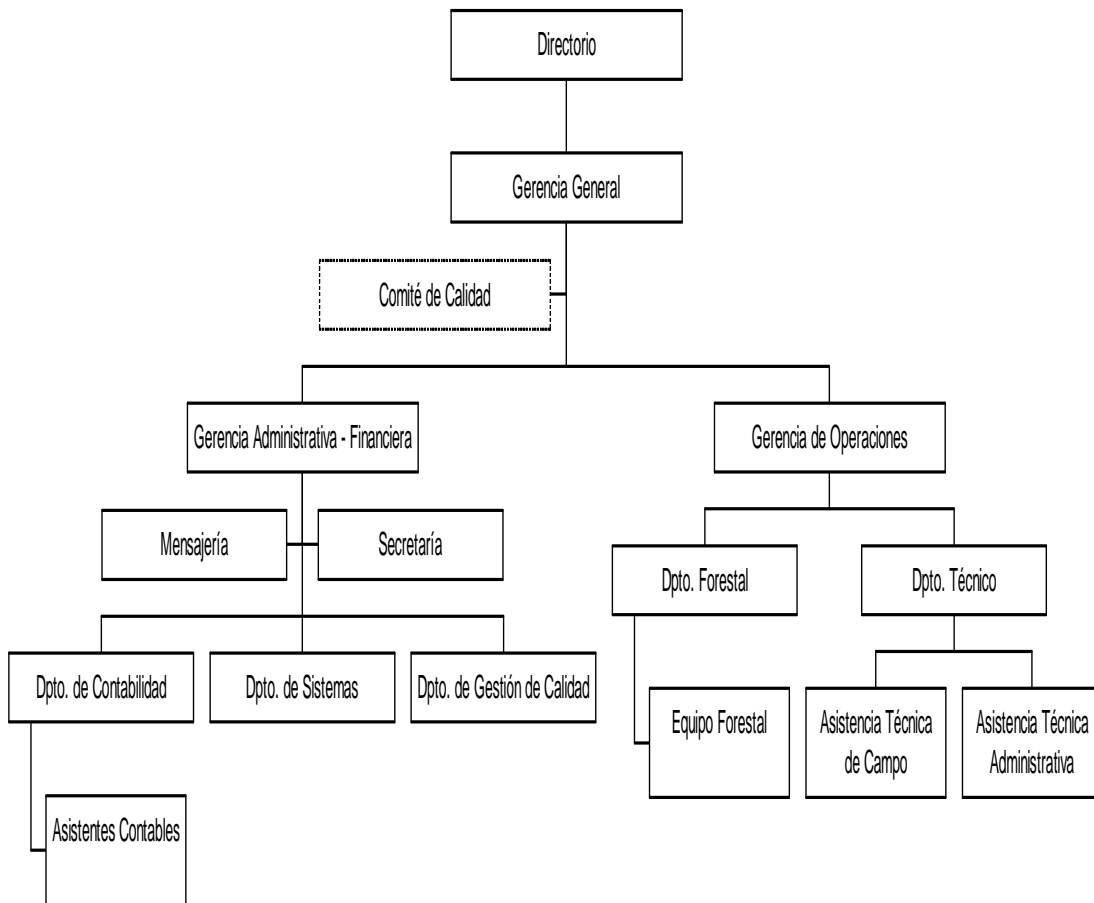 Directorio
Gerencia General
Comité de Calidad
Gerencia Administrativa - Financiera
Gerencia de Operaciones
Mensajería
Secretaría
Dpto. Forestal
Dpto. Técnico
Dpto. de Contabilidad
Dpto. de Sistemas
Dpto. de Gestión de Calidad
Equipo Forestal
Asistencia Técnica
de Campo
Asistencia Técnica
Administrativa
Asistentes Contables